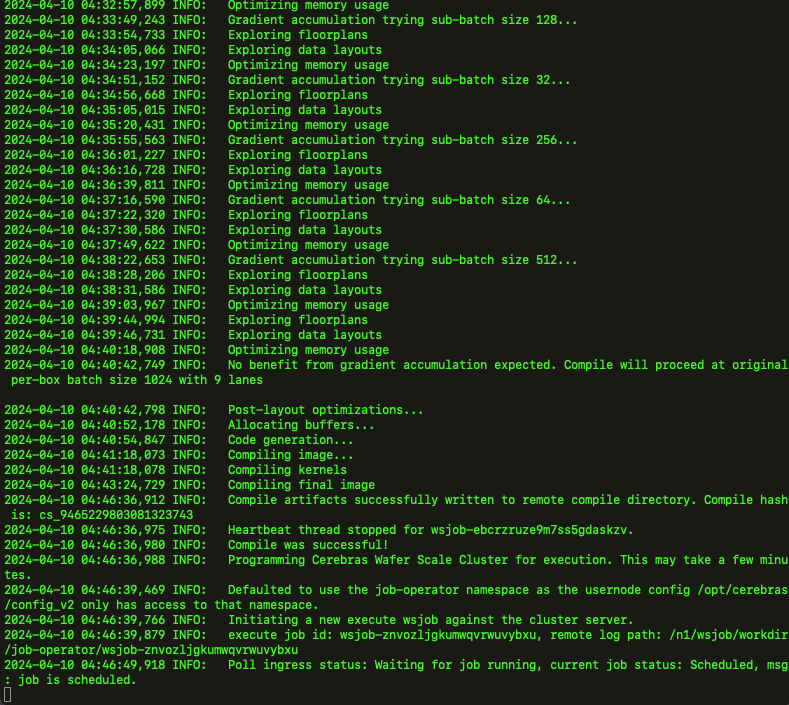 2024-04-10 04:32:57,899 INFO:   Optimizing memory usage
2024-04-10 04:33:49,243 INFO:   Gradient accumulation trying sub-batch size 128...
2024-04-10 04:33:54,733 INFO:   Exploring floorplans
2024-04-10 04:34:05,066 INFO:   Exploring data layouts
2024-04-10 04:34:23,197 INFO:   Optimizing memory usage
2024-04-10 04:34:51,152 INFO:   Gradient accumulation trying sub-batch size 32...
2024-04-10 04:34:56,668 INFO:   Exploring floorplans
2024-04-10 04:35:05,015 INFO:   Exploring data layouts
2024-04-10 04:35:20,431 INFO:   Optimizing memory usage
2024-04-10 04:35:55,563 INFO:   Gradient accumulation trying sub-batch size 256...
2024-04-10 04:36:01,227 INFO:   Exploring floorplans
2024-04-10 04:36:16,728 INFO:   Exploring data layouts
2024-04-10 04:36:39,811 INFO:   Optimizing memory usage
2024-04-10 04:37:16,590 INFO:   Gradient accumulation trying sub-batch size 64...
2024-04-10 04:37:22,320 INFO:   Exploring floorplans
2024-04-10 04:37:30,586 INFO:   Exploring data layouts
2024-04-10 04:37:49,622 INFO:   Optimizing memory usage
2024-04-10 04:38:22,653 INFO:   Gradient accumulation trying sub-batch size 512...
2024-04-10 04:38:28,206 INFO:   Exploring floorplans
2024-04-10 04:38:31,586 INFO:   Exploring data layouts
2024-04-10 04:39:03,967 INFO:   Optimizing memory usage
2024-04-10 04:39:44,994 INFO:   Exploring floorplans
2024-04-10 04:39:46,731 INFO:   Exploring data layouts
2024-04-10 04:40:18,908 INFO:   Optimizing memory usage
2024-04-10 04:40:42,749 INFO:   No benefit from gradient accumulation expected. Compile will proceed at original
 per-box batch size 1024 with 9 lanes

2024-04-10 04:40:42,798 INFO:   Post-layout optimizations...
2024-04-10 04:40:52,178 INFO:   Allocating buffers...
2024-04-10 04:40:54,847 INFO:   Code generation...
2024-04-10 04:41:18,073 INFO:   Compiling image...
2024-04-10 04:41:18,078 INFO:   Compiling kernels
2024-04-10 04:43:24,729 INFO:   Compiling final image
2024-04-10 04:46:36,912 INFO:   Compile artifacts successfully written to remote compile directory. Compile hash
 is: cs_9465229803081323743
2024-04-10 04:46:36,975 INFO:   Heartbeat thread stopped for wsjob-ebcrzruze9m7ss5gdaskzv.
2024-04-10 04:46:36,980 INFO:   Compile was successful!
2024-04-10 04:46:36,988 INFO:   Programming Cerebras Wafer Scale Cluster for execution. This may take a few minu
tes.
2024-04-10 04:46:39,469 INFO:   Defaulted to use the job-operator namespace as the usernode config /opt/cerebras
/config_v2 only has access to that namespace.
2024-04-10 04:46:39,766 INFO:   Initiating a new execute wsjob against the cluster server.
2024-04-10 04:46:39,879 INFO:   execute job id: wsjob-znvozljgkumwqvrwuvybxu, remote log path: /n1/wsjob/workdir
/job-operator/wsjob-znvozljgkumwqvrwuvybxu
2024-04-10 04:46:49,918 INFO:   Poll ingress status: Waiting for job running, current job status: Scheduled, msg
: job is scheduled.